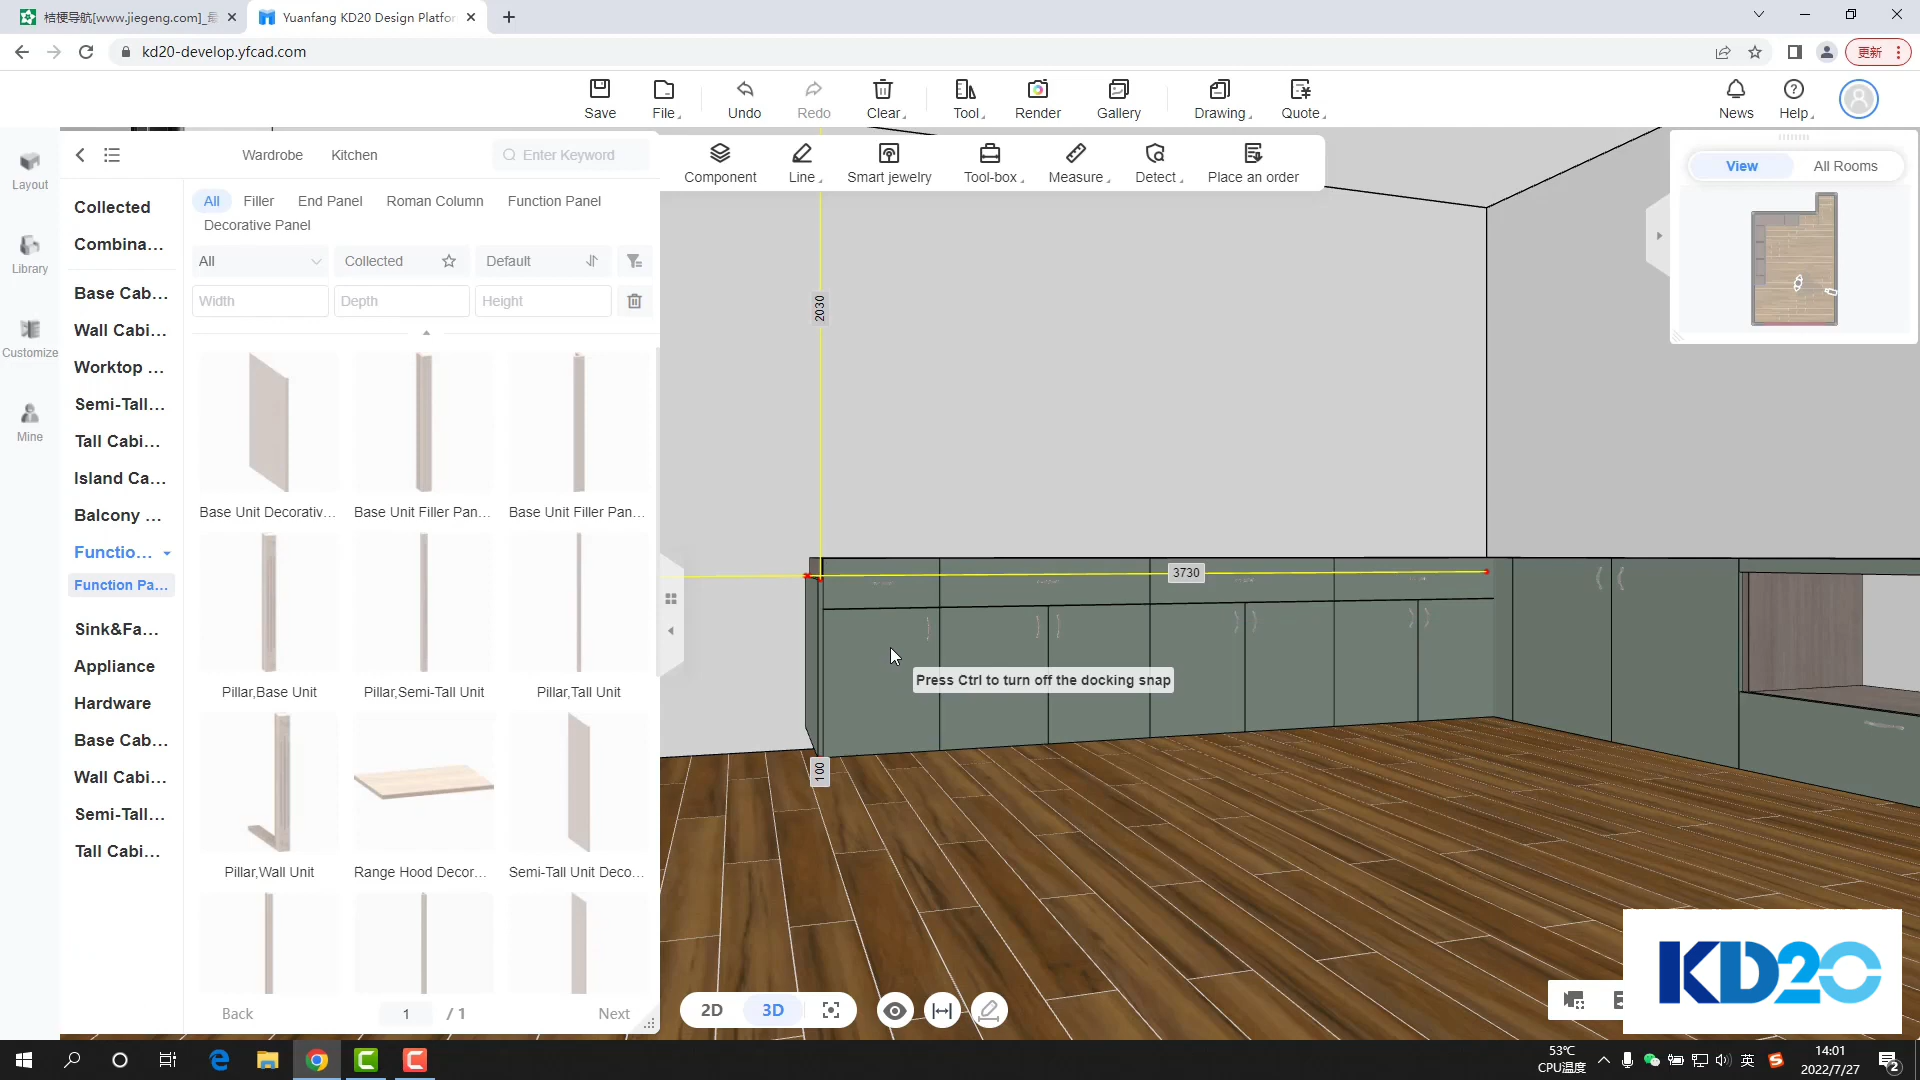 桔梗导航[www.jiegeng.com]_最
Yuanfang KD20 Design Platfor
kd20-develop.yfcad.com
更新
Save
File
Undo
Redo
Clear
Tool
Render
Gallery
Drawing
Quote
News
Help
Layout
Library
Customize
Mine
Wardrobe
Kitchen
Enter Keyword
Component
Line
Smart jewelry
Tool-box
Measure
Detect
Place an order
View
All Rooms
Collected
Combina...
Base Cab...
Wall Cabi...
Worktop ...
Semi-Tall...
Tall Cabi...
Island Ca...
Balcony ...
Functio...
Function Pa...
Sink&Fa...
Appliance
Hardware
Base Cab...
Wall Cabi...
Semi-Tall...
Tall Cabi...
All
Filler
End Panel
Roman Column
Function Panel
Decorative Panel
All
Collected
Default
Width
Depth
Height
Base Unit Decorativ...
Base Unit Filler Pan...
Base Unit Filler Pan...
Pillar,Base Unit
Pillar,Semi-Tall Unit
Pillar,Tall Unit
Pillar,Wall Unit
Range Hood Decor...
Semi-Tall Unit Deco...
Back
1
/ 1
Next
2030
3730
Press Ctrl to turn off the docking snap
100
2D
3D
KD20
53℃
CPU温度
英
14:01
2022/7/27
2